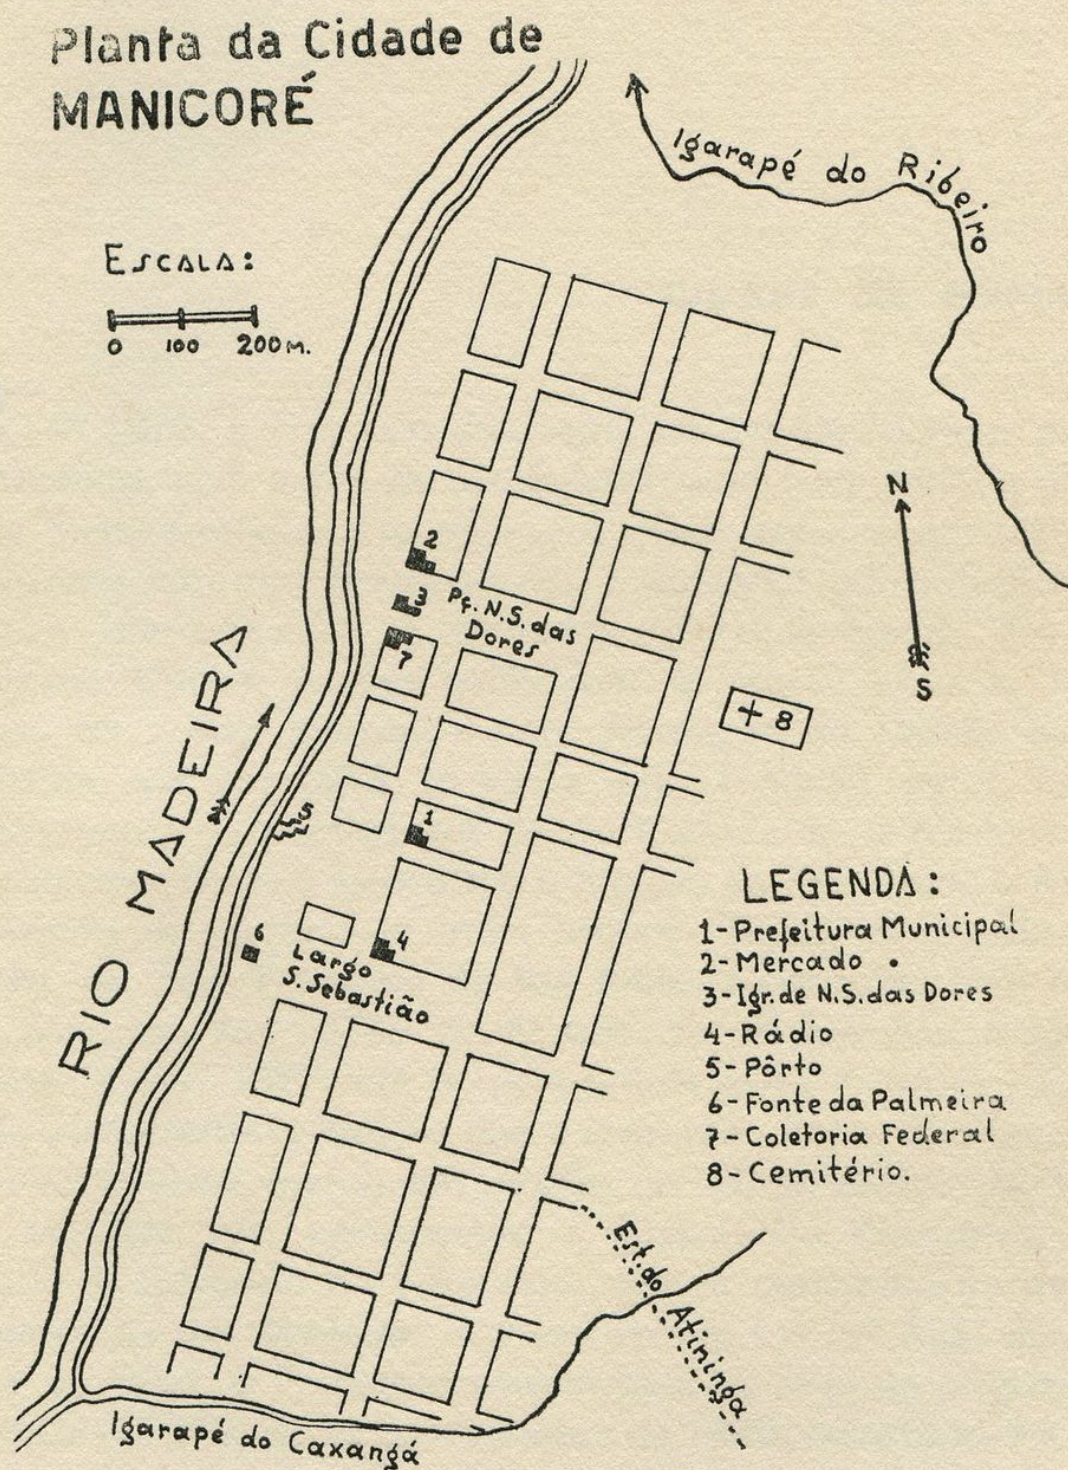 Planta da Cidade de
MANICORÉ
Igarapé do Ribeiro
ESCALA:
0 100 200 M.
N
S
2
3
Pç. N.S. das
Dores
7
+ 8
RIO MADEIRA
5
1
6
4
Largo
S. Sebastião
LEGENDA:
1- Prefeitura Municipal
2- Mercado
3- Igr. de N.S. das Dores
4- Rádio
5- Pôrto
6- Fonte da Palmeira
7- Coletoria Federal
8- Cemitério.
Est. do Atininga
Igarapé do Caxangá